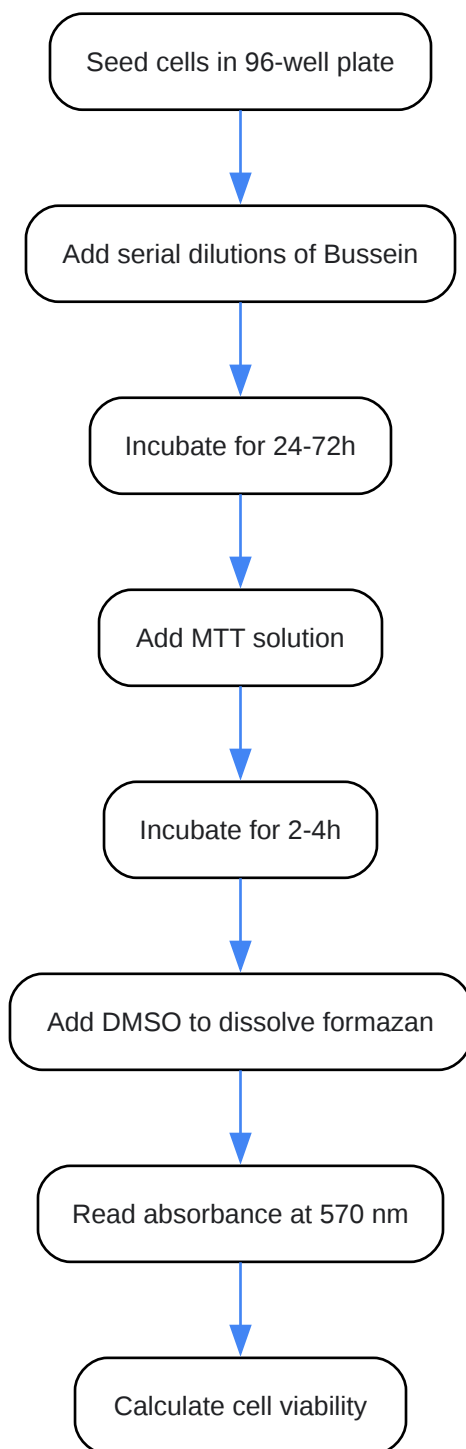 Seed cells in 96-well plate
Add serial dilutions of Bussein
Incubate for 24-72h
Add MTT solution
Incubate for 2-4h
Add DMSO to dissolve formazan
Read absorbance at 570 nm
Calculate cell viability